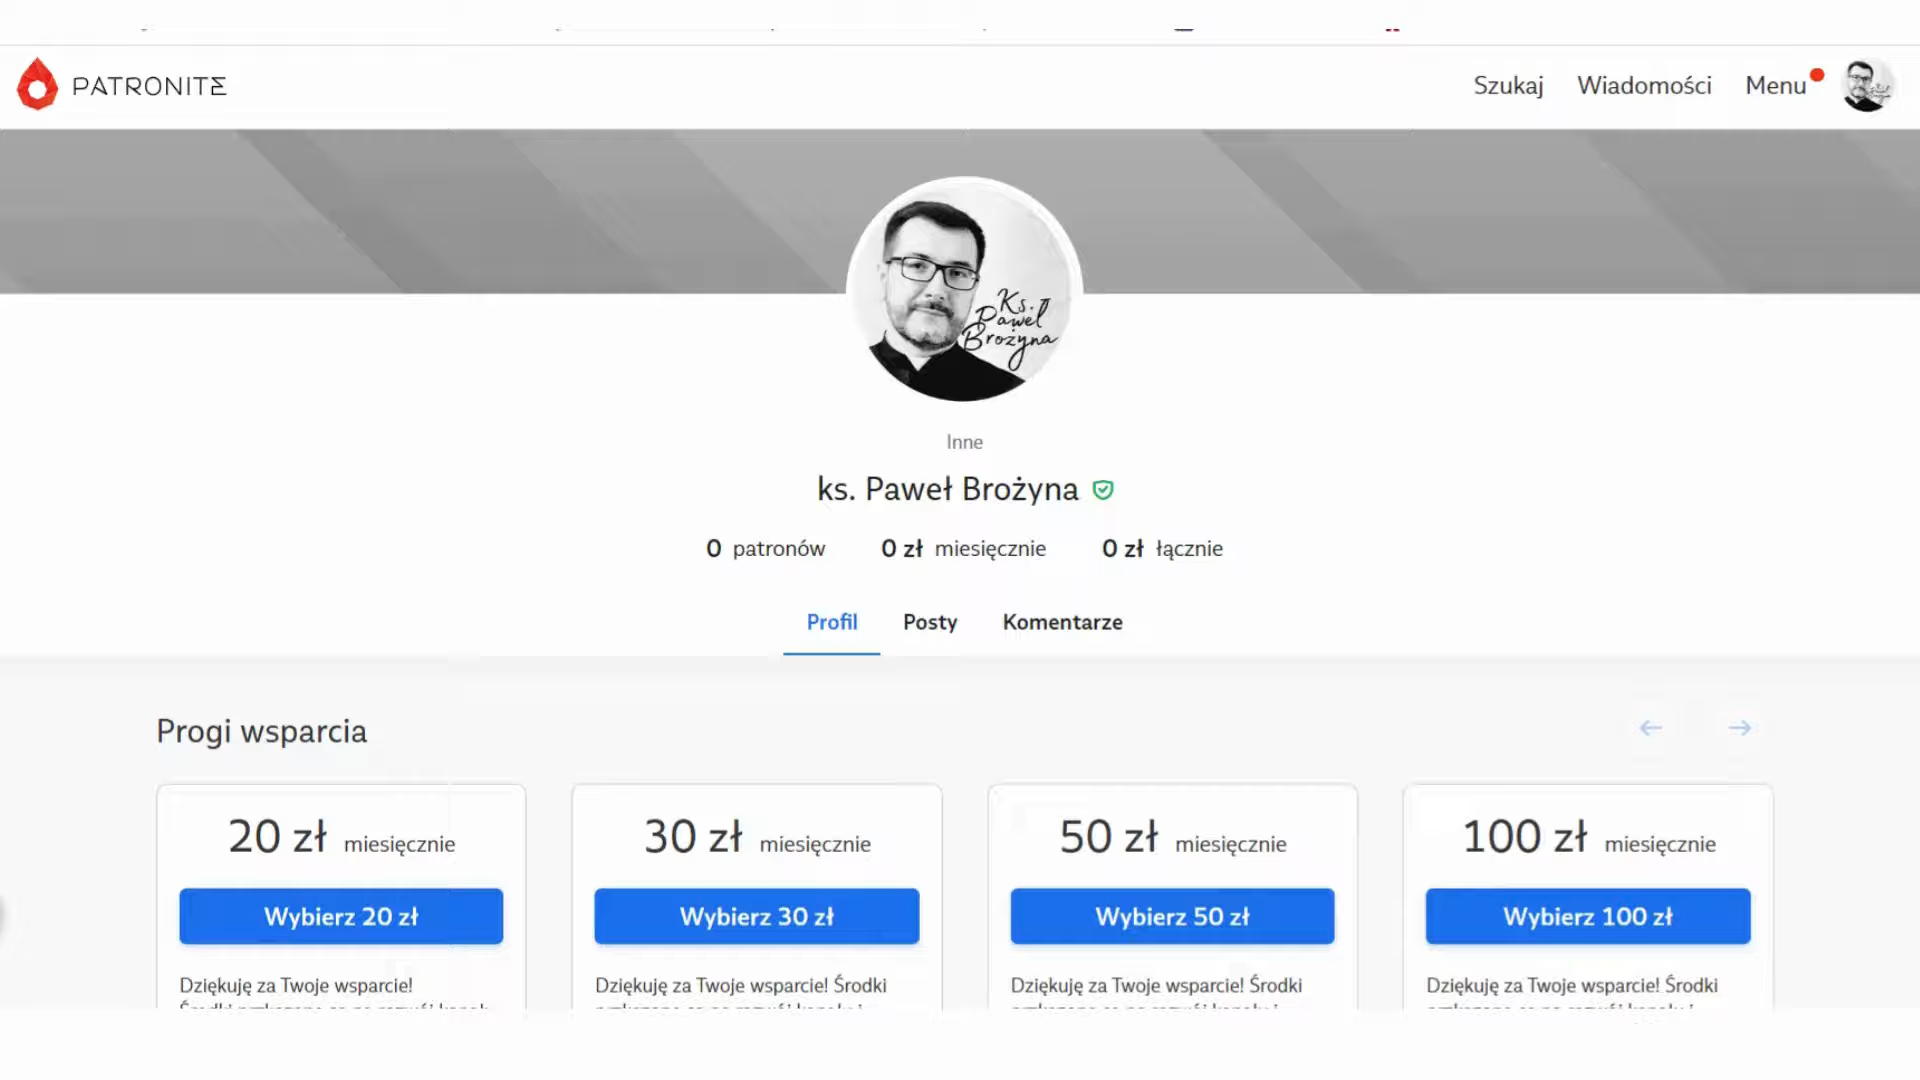 PATRONITE
Szukaj Wiadomości Menu
Ks.
Paweł
Brożyna
Inne
ks. Paweł Brożyna
0 patronów 0 zł miesięcznie 0 zł łącznie
Profil Posty Komentarze
Progi wsparcia
20 zł miesięcznie
Wybierz 20 zł
Dziękuję za Twoje wsparcie!
30 zł miesięcznie
Wybierz 30 zł
Dziękuję za Twoje wsparcie! Środki
50 zł miesięcznie
Wybierz 50 zł
Dziękuję za Twoje wsparcie! Środki
100 zł miesięcznie
Wybierz 100 zł
Dziękuję za Twoje wsparcie! Środki